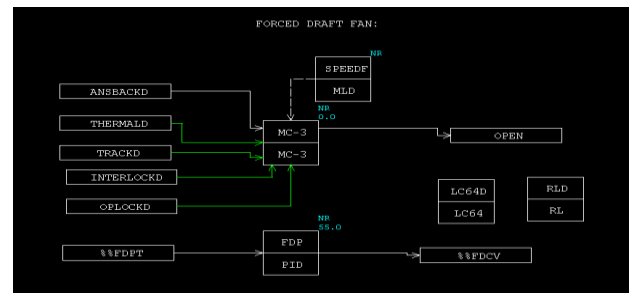 FORCED DRAFT FAN:
NR
SPEEDF
MLD
ANSBACKD
NR
0.0
THERMALD
MC-3
OPEN
TRACKD
MC-3
INTERLOCKD
LC64D
RLD
OPLOCKD
LC64
RL
NR
55.0
FDP
%%FDPT
%%FDCV
PID